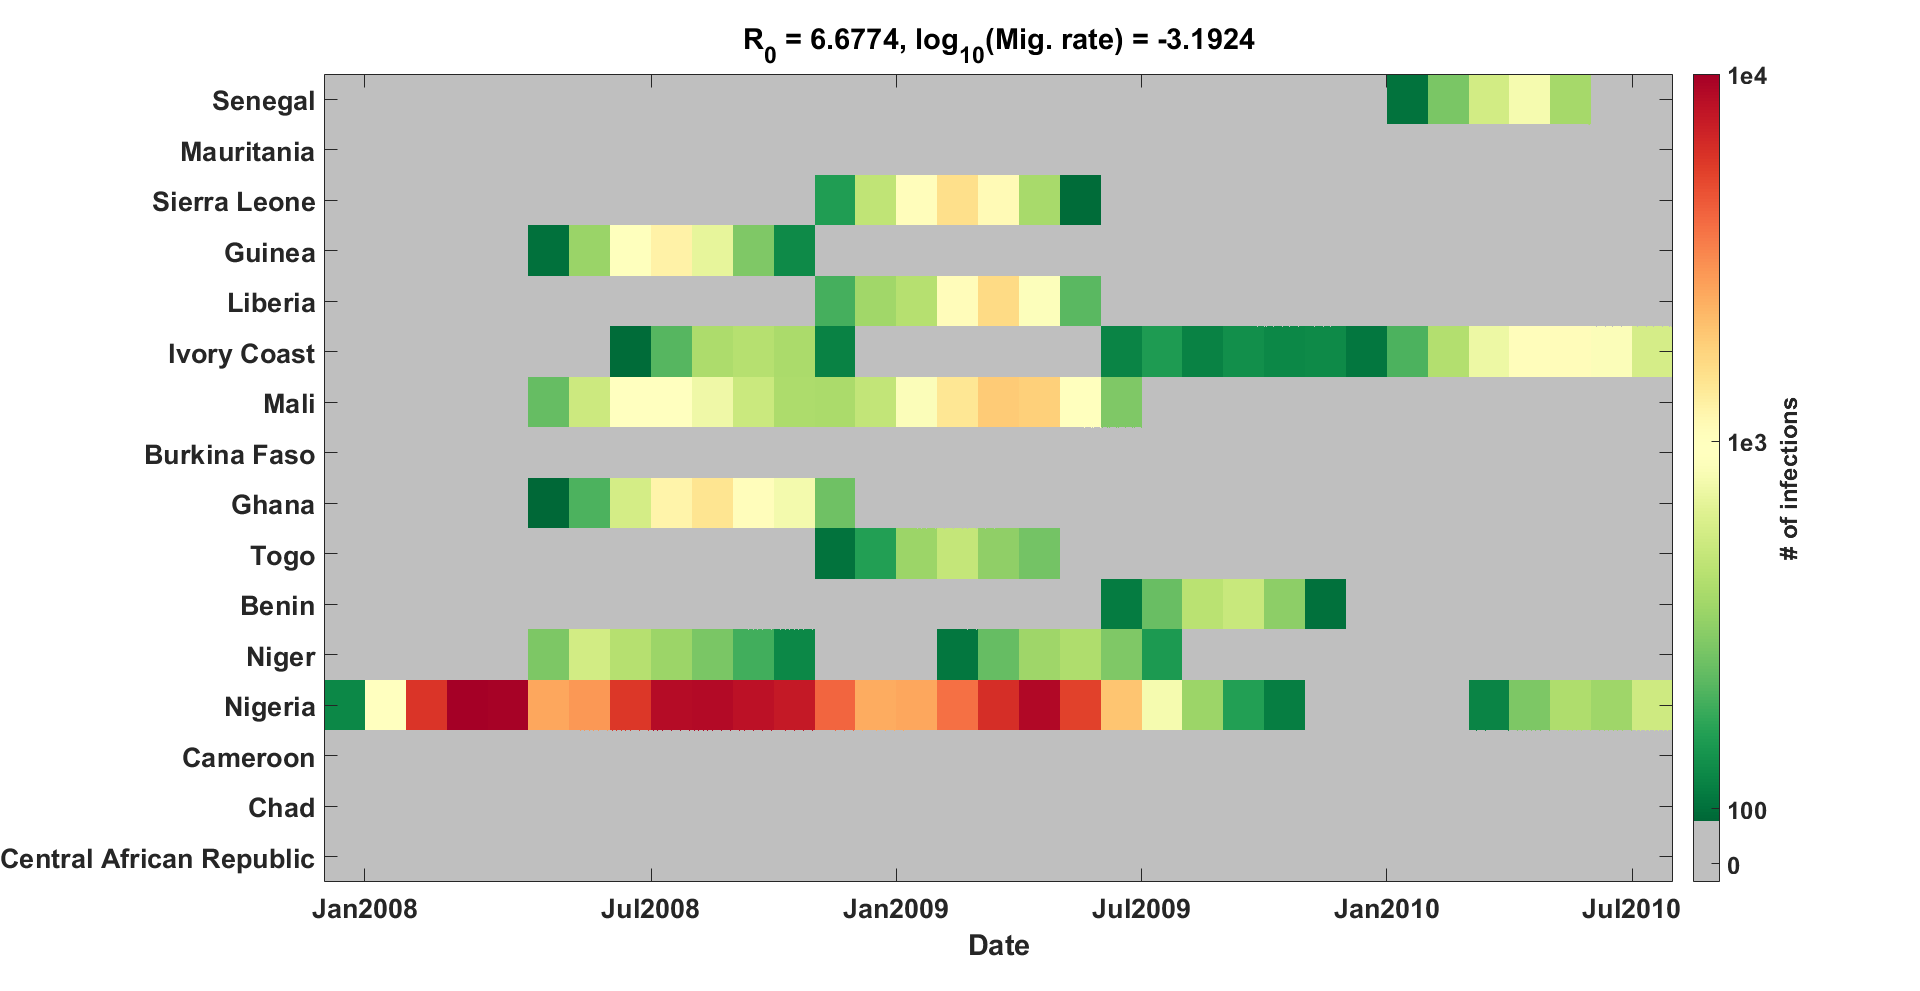 R0 = 6.6774, log10(Mig. rate) = -3.1924
Senegal
Mauritania
Sierra Leone
Guinea
Liberia
Ivory Coast
Mali
Burkina Faso
Ghana
Togo
Benin
Niger
Nigeria
Cameroon
Chad
Central African Republic
Jan2008
Jul2008
Jan2009
Jul2009
Jan2010
Jul2010
Date
1e4
1e3
100
0
# of infections